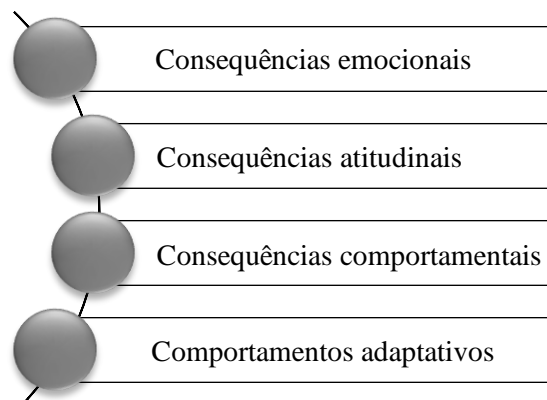 Consequências emocionais
Consequências atitudinais
Consequências comportamentais
Comportamentos adaptativos